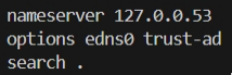 nameserver 127.0.0.53
options edns0 trust-ad
search .